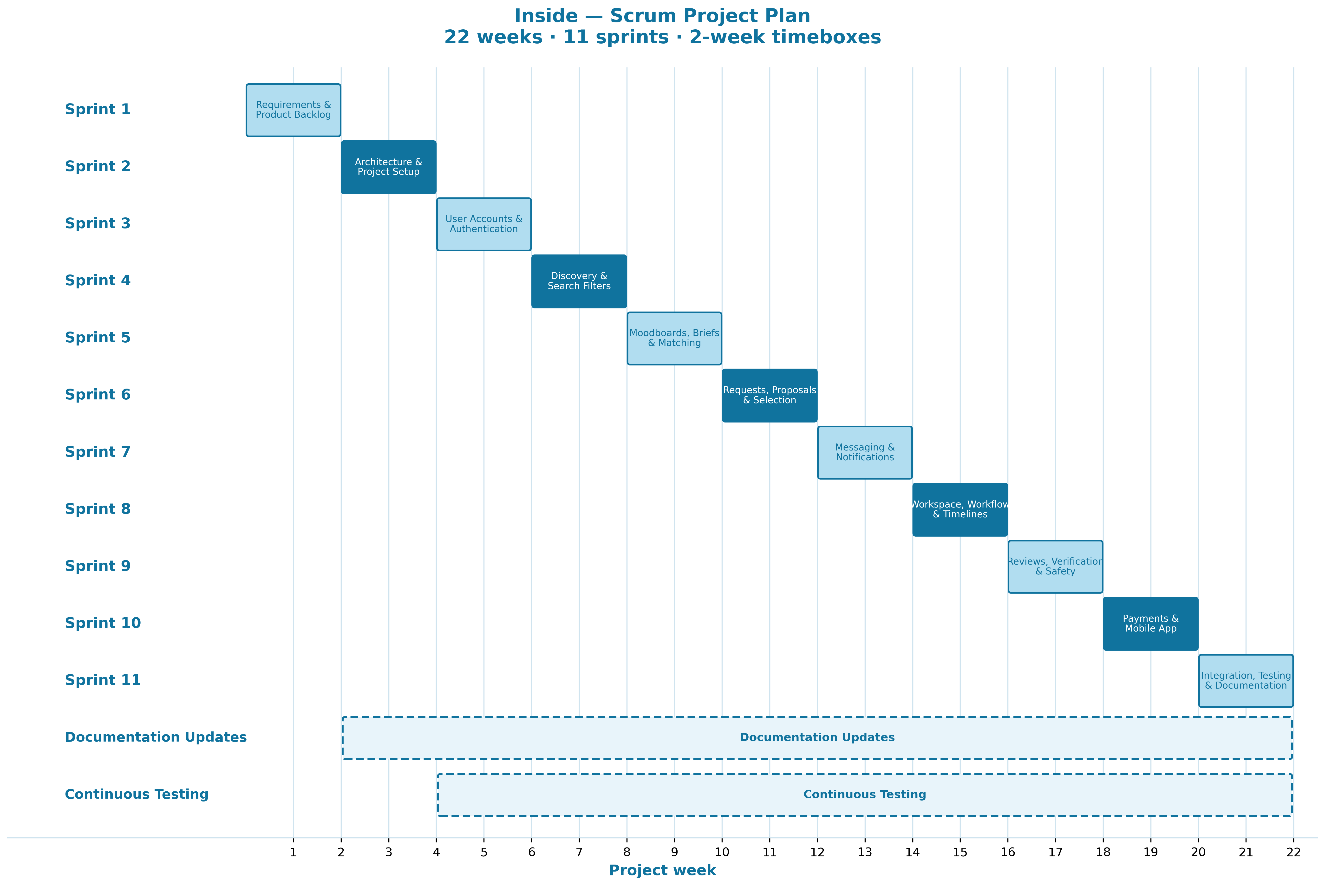 Inside — Scrum Project Plan
22 weeks · 11 sprints · 2-week timeboxes
Sprint 1
Requirements &
Product Backlog
Sprint 2
Architecture &
Project Setup
Sprint 3
User Accounts &
Authentication
Sprint 4
Discovery &
Search Filters
Sprint 5
Moodboards, Briefs
& Matching
Sprint 6
Requests, Proposals
& Selection
Sprint 7
Messaging &
Notifications
Sprint 8
Workspace, Workflow
& Timelines
Sprint 9
Reviews, Verification
& Safety
Sprint 10
Payments &
Mobile App
Sprint 11
Integration, Testing
& Documentation
Documentation Updates
Documentation Updates
Continuous Testing
Continuous Testing
1 2 3 4 5 6 7 8 9 10 11 12 13 14 15 16 17 18 19 20 21 22
Project week